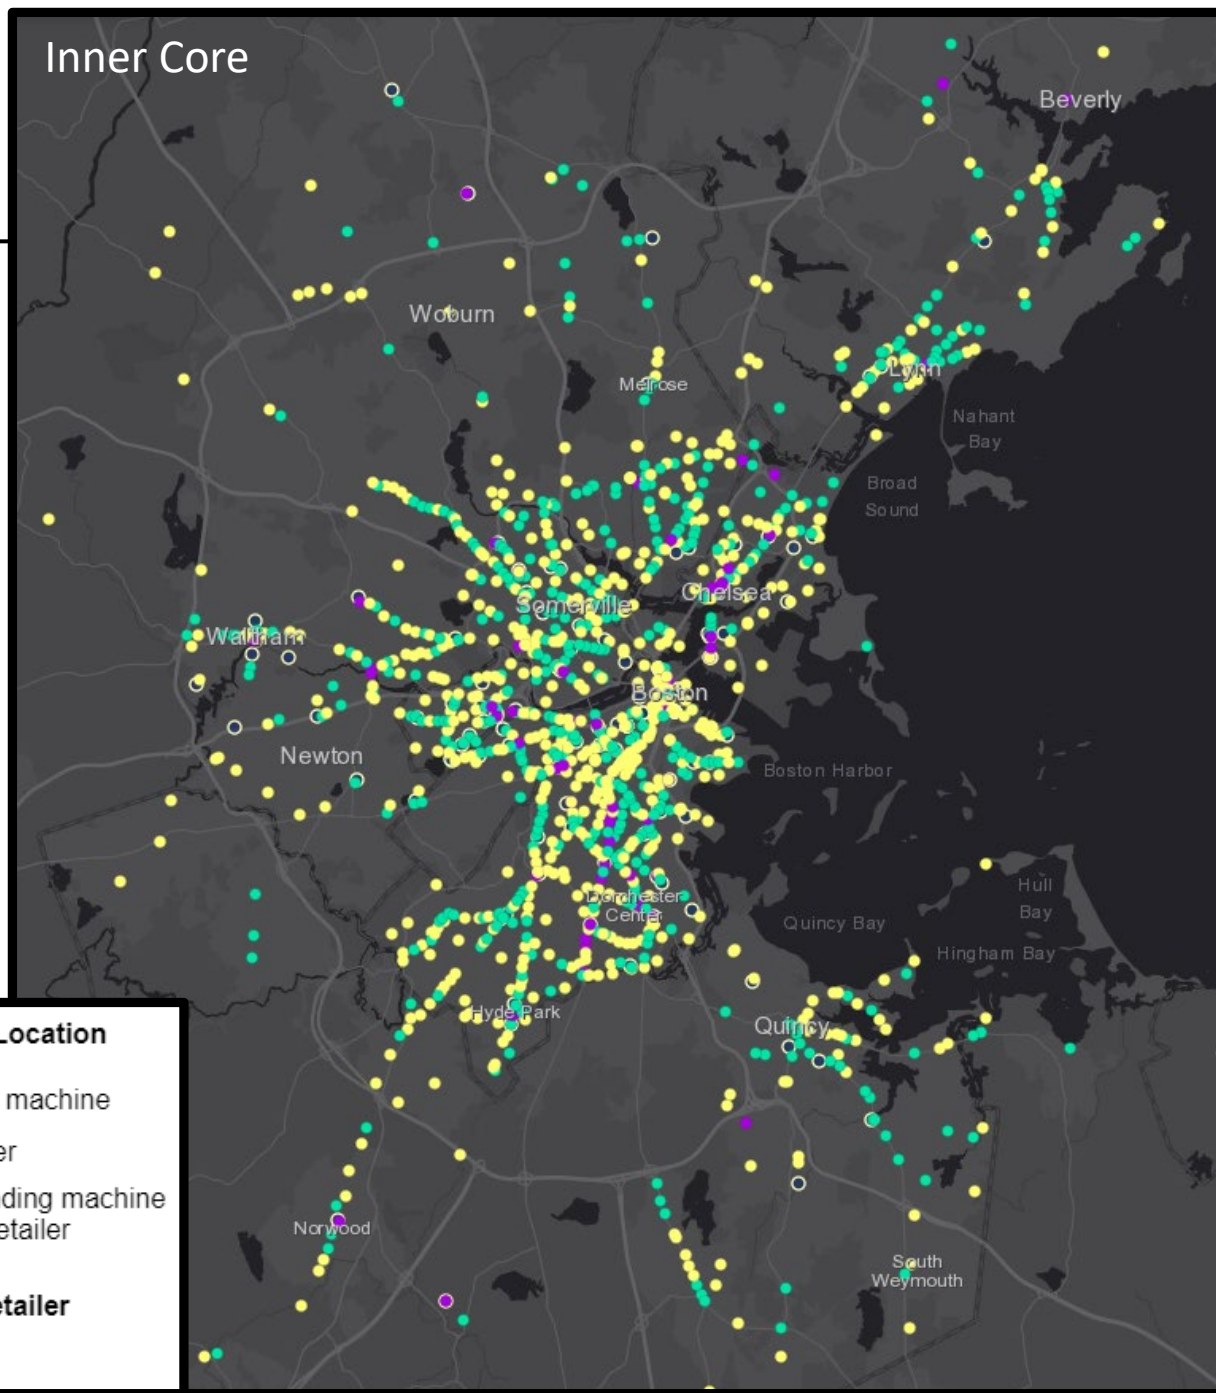 Inner Core
Beverly
Woburn
Melrose
Lynn
Nahant
Bay
Broad
Sound
Somerville
Chelsea
Waltham
Boston
Newton
Boston Harbor
Dorchester
Center
Hull
Bay
Quincy Bay
Hingham Bay
Hyde Park
Quincy
Norwood
South
Weymouth
Location
machine
er
ding machine
etailer
etailer